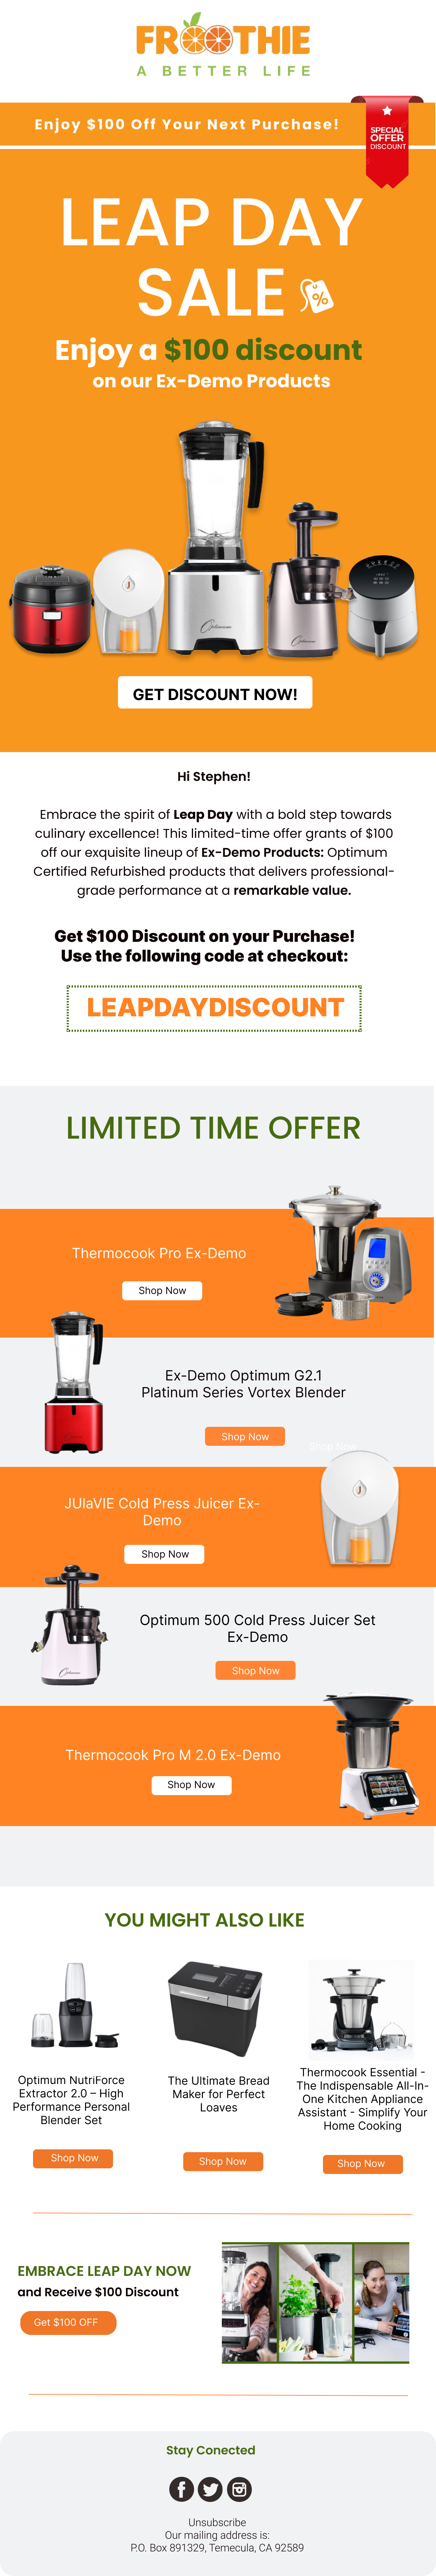 FROOTHIE
A BETTER LIFE
Enjoy $100 Off Your Next Purchase!
SPECIAL
OFFER
DISCOUNT
LEAP DAY
SALE %
Enjoy a $100 discount
on our Ex-Demo Products
Optimum
Optimum
GET DISCOUNT NOW!
Hi Stephen!
Embrace the spirit of Leap Day with a bold step towards
culinary excellence! This limited-time offer grants of $100
off our exquisite lineup of Ex-Demo Products: Optimum
Certified Refurbished products that delivers professional-
grade performance at a remarkable value.
Get $100 Discount on your Purchase!
Use the following code at checkout:
LEAPDAYDISCOUNT
LIMITED TIME OFFER
Thermocook Pro Ex-Demo
Shop Now
Ex-Demo Optimum G2.1
Platinum Series Vortex Blender
Shop Now
Shop Now
JUlaVIE Cold Press Juicer Ex-
Demo
Shop Now
Optimum 500 Cold Press Juicer Set
Ex-Demo
Shop Now
Thermocook Pro M 2.0 Ex-Demo
Shop Now
YOU MIGHT ALSO LIKE
Optimum NutriForce
Extractor 2.0 – High
Performance Personal
Blender Set
Shop Now
The Ultimate Bread
Maker for Perfect
Loaves
Shop Now
Thermocook Essential -
The Indispensable All-In-
One Kitchen Appliance
Assistant - Simplify Your
Home Cooking
Shop Now
EMBRACE LEAP DAY NOW
and Receive $100 Discount
Get $100 OFF
Stay Conected
Unsubscribe
Our mailing address is:
P.O. Box 891329, Temecula, CA 92589